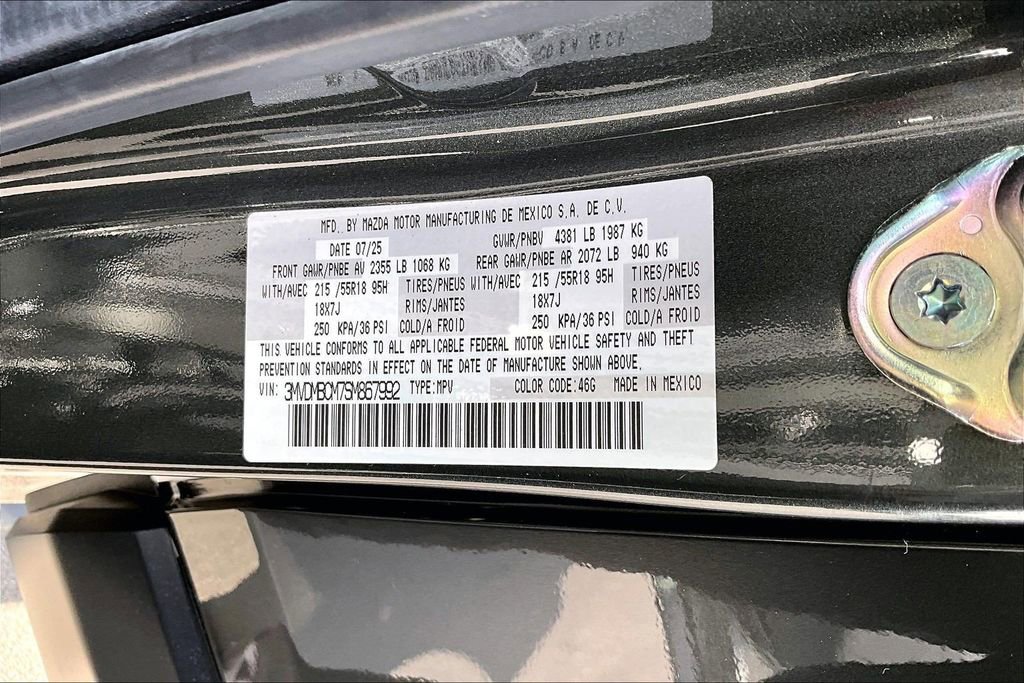 MFD. BY MAZDA MOTOR MANUFACTURING DE MEXICO S.A. DE C.V.
DATE 07/25 GVWR/PNBV 4381 LB 1987 KG
FRONT GAWR/PNBE AV 2355 LB 1068 KG REAR GAWR/PNBE AR 2072 LB 940 KG
WITH/AVEC 215 /55R18 95H TIRES/PNEUS WITH/AVEC 215 /55R18 95H TIRES/PNEUS
18X7J RIMS/JANTES 18X7J RIMS/JANTES
250 KPA/36 PSI COLD/A FROID 250 KPA/36 PSI COLD/A FROID
THIS VEHICLE CONFORMS TO ALL APPLICABLE FEDERAL MOTOR VEHICLE SAFETY AND THEFT
PREVENTION STANDARDS IN EFFECT ON THE DATE OF MANUFACTURE SHOWN ABOVE.
VIN: 3MVDMBCM7SM867992 TYPE:MPV COLOR CODE:46G MADE IN MEXICO